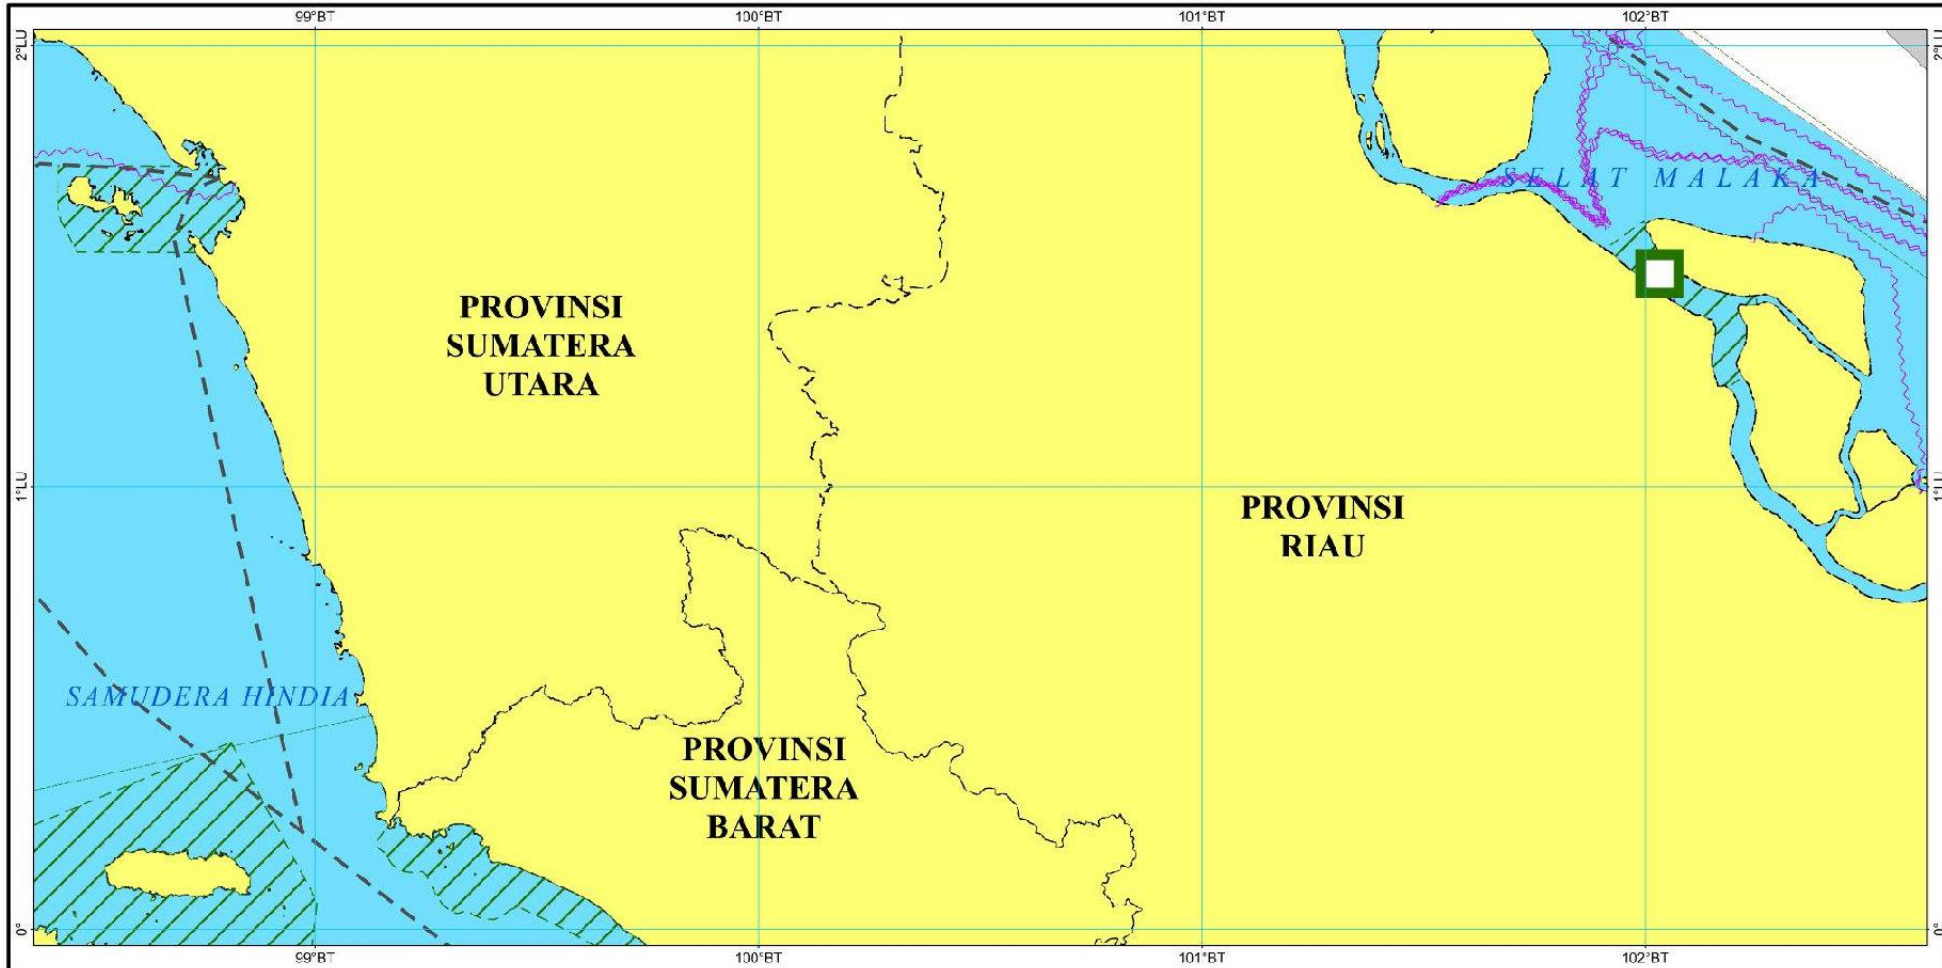 99°BT
100°BT
101°BT
102°BT
2°LU
2°LU
SELAT MALAKA
PROVINSI
SUMATERA
UTARA
1°LU
1°LU
PROVINSI
RIAU
SAMUDERA HINDIA
PROVINSI
SUMATERA
BARAT
0°
0°
99°BT
100°BT
101°BT
102°BT